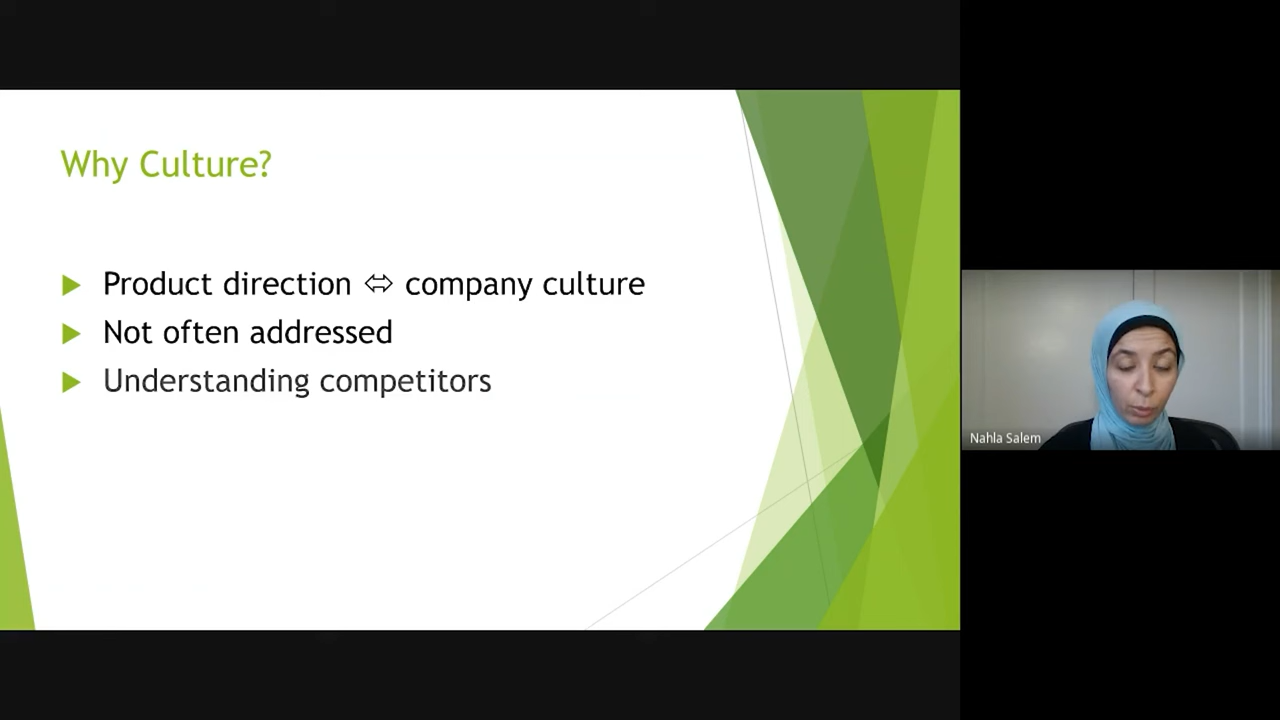 Why Culture?
Product direction ⬄ company culture
Not often addressed
Understanding competitors
Nahla Salem